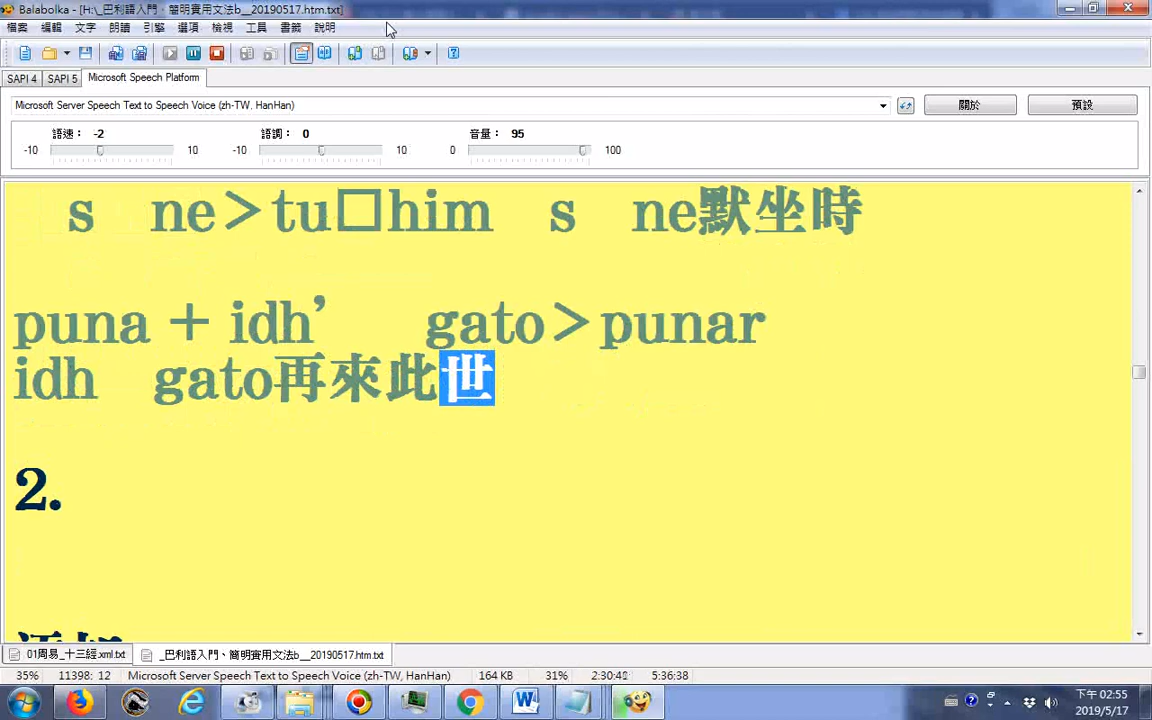 Balabolka - [H:\_巴利語入門、簡明實用文法b__20190517.htm.txt]
檔案 編輯 文字 朗讀 引擎 選項 檢視 工具 書籤 說明
SAPI 4 SAPI 5 Microsoft Speech Platform
Microsoft Server Speech Text to Speech Voice (zh-TW, HanHan) 關於 預設
語速： -2 語調： 0 音量： 95
-10 10 -10 10 0 100
s ne＞tu□him s ne默坐時
puna＋idh’ gato＞punar
idh gato再來此世
2.
01周易_十三經.xml.txt _巴利語入門、簡明實用文法b__20190517.htm.txt
35% 11398: 12 Microsoft Server Speech Text to Speech Voice (zh-TW, HanHan) 164 KB 31% 2:30:42 5:36:38
下午 02:55
2019/5/17